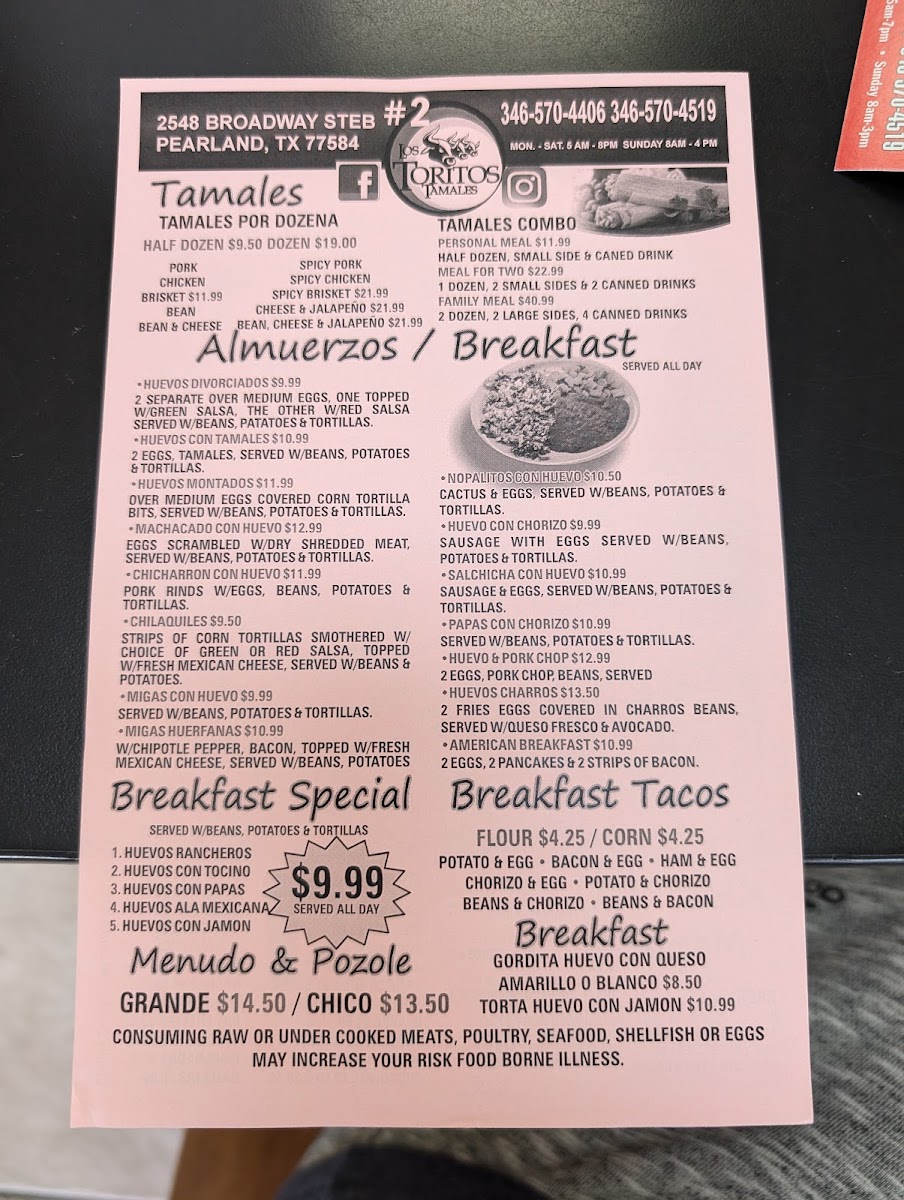 2548 BROADWAY STEB #2
PEARLAND, TX 77584
346-570-4406 346-570-4519
MON. - SAT. 5 AM - 8PM SUNDAY 8AM - 4 PM
LOS
TORITOS
TAMALES
f
Tamales
TAMALES POR DOZENA
HALF DOZEN $9.50 DOZEN $19.00
PORK
CHICKEN
BRISKET $11.99
BEAN
BEAN & CHEESE
SPICY PORK
SPICY CHICKEN
SPICY BRISKET $21.99
CHEESE & JALAPEÑO $21.99
BEAN, CHEESE & JALAPEÑO $21.99
TAMALES COMBO
PERSONAL MEAL $11.99
HALF DOZEN, SMALL SIDE & CANED DRINK
MEAL FOR TWO $22.99
1 DOZEN, 2 SMALL SIDES & 2 CANNED DRINKS
FAMILY MEAL $40.99
2 DOZEN, 2 LARGE SIDES, 4 CANNED DRINKS
Almuerzos / Breakfast
SERVED ALL DAY
• HUEVOS DIVORCIADOS $9.99
2 SEPARATE OVER MEDIUM EGGS, ONE TOPPED
W/GREEN SALSA, THE OTHER W/RED SALSA
SERVED W/BEANS, PATATOES & TORTILLAS.
• HUEVOS CON TAMALES $10.99
2 EGGS, TAMALES, SERVED W/BEANS, POTATOES
& TORTILLAS.
• HUEVOS MONTADOS $11.99
OVER MEDIUM EGGS COVERED CORN TORTILLA
BITS, SERVED W/BEANS, POTATOES & TORTILLAS.
• MACHACADO CON HUEVO $12.99
EGGS SCRAMBLED W/DRY SHREDDED MEAT,
SERVED W/BEANS, POTATOES & TORTILLAS.
• CHICHARRON CON HUEVO $11.99
PORK RINDS W/EGGS, BEANS, POTATOES &
TORTILLAS.
• CHILAQUILES $9.50
STRIPS OF CORN TORTILLAS SMOTHERED W/
CHOICE OF GREEN OR RED SALSA, TOPPED
W/FRESH MEXICAN CHEESE, SERVED W/BEANS &
POTATOES.
• MIGAS CON HUEVO $9.99
SERVED W/BEANS, POTATOES & TORTILLAS.
• MIGAS HUERFANAS $10.99
W/CHIPOTLE PEPPER, BACON, TOPPED W/FRESH
MEXICAN CHEESE, SERVED W/BEANS, POTATOES
• NOPALITOS CON HUEVO $10.50
CACTUS & EGGS, SERVED W/BEANS, POTATOES &
TORTILLAS.
• HUEVO CON CHORIZO $9.99
SAUSAGE WITH EGGS SERVED W/BEANS,
POTATOES & TORTILLAS.
• SALCHICHA CON HUEVO $10.99
SAUSAGE & EGGS, SERVED W/BEANS, POTATOES &
TORTILLAS.
• PAPAS CON CHORIZO $10.99
SERVED W/BEANS, POTATOES & TORTILLAS.
• HUEVO & PORK CHOP $12.99
2 EGGS, PORK CHOP, BEANS, SERVED
• HUEVOS CHARROS $13.50
2 FRIES EGGS COVERED IN CHARROS BEANS,
SERVED W/QUESO FRESCO & AVOCADO.
• AMERICAN BREAKFAST $10.99
2 EGGS, 2 PANCAKES & 2 STRIPS OF BACON.
Breakfast Special
SERVED W/BEANS, POTATOES & TORTILLAS
1. HUEVOS RANCHEROS
2. HUEVOS CON TOCINO
3. HUEVOS CON PAPAS
4. HUEVOS ALA MEXICANA
5. HUEVOS CON JAMON
$9.99
SERVED ALL DAY
Breakfast Tacos
FLOUR $4.25 / CORN $4.25
POTATO & EGG • BACON & EGG • HAM & EGG
CHORIZO & EGG • POTATO & CHORIZO
BEANS & CHORIZO • BEANS & BACON
Breakfast
GORDITA HUEVO CON QUESO
AMARILLO O BLANCO $8.50
TORTA HUEVO CON JAMON $10.99
Menudo & Pozole
GRANDE $14.50 / CHICO $13.50
CONSUMING RAW OR UNDER COOKED MEATS, POULTRY, SEAFOOD, SHELLFISH OR EGGS
MAY INCREASE YOUR RISK FOOD BORNE ILLNESS.
5am-7pm • Sunday 8am-3pm
570-4519